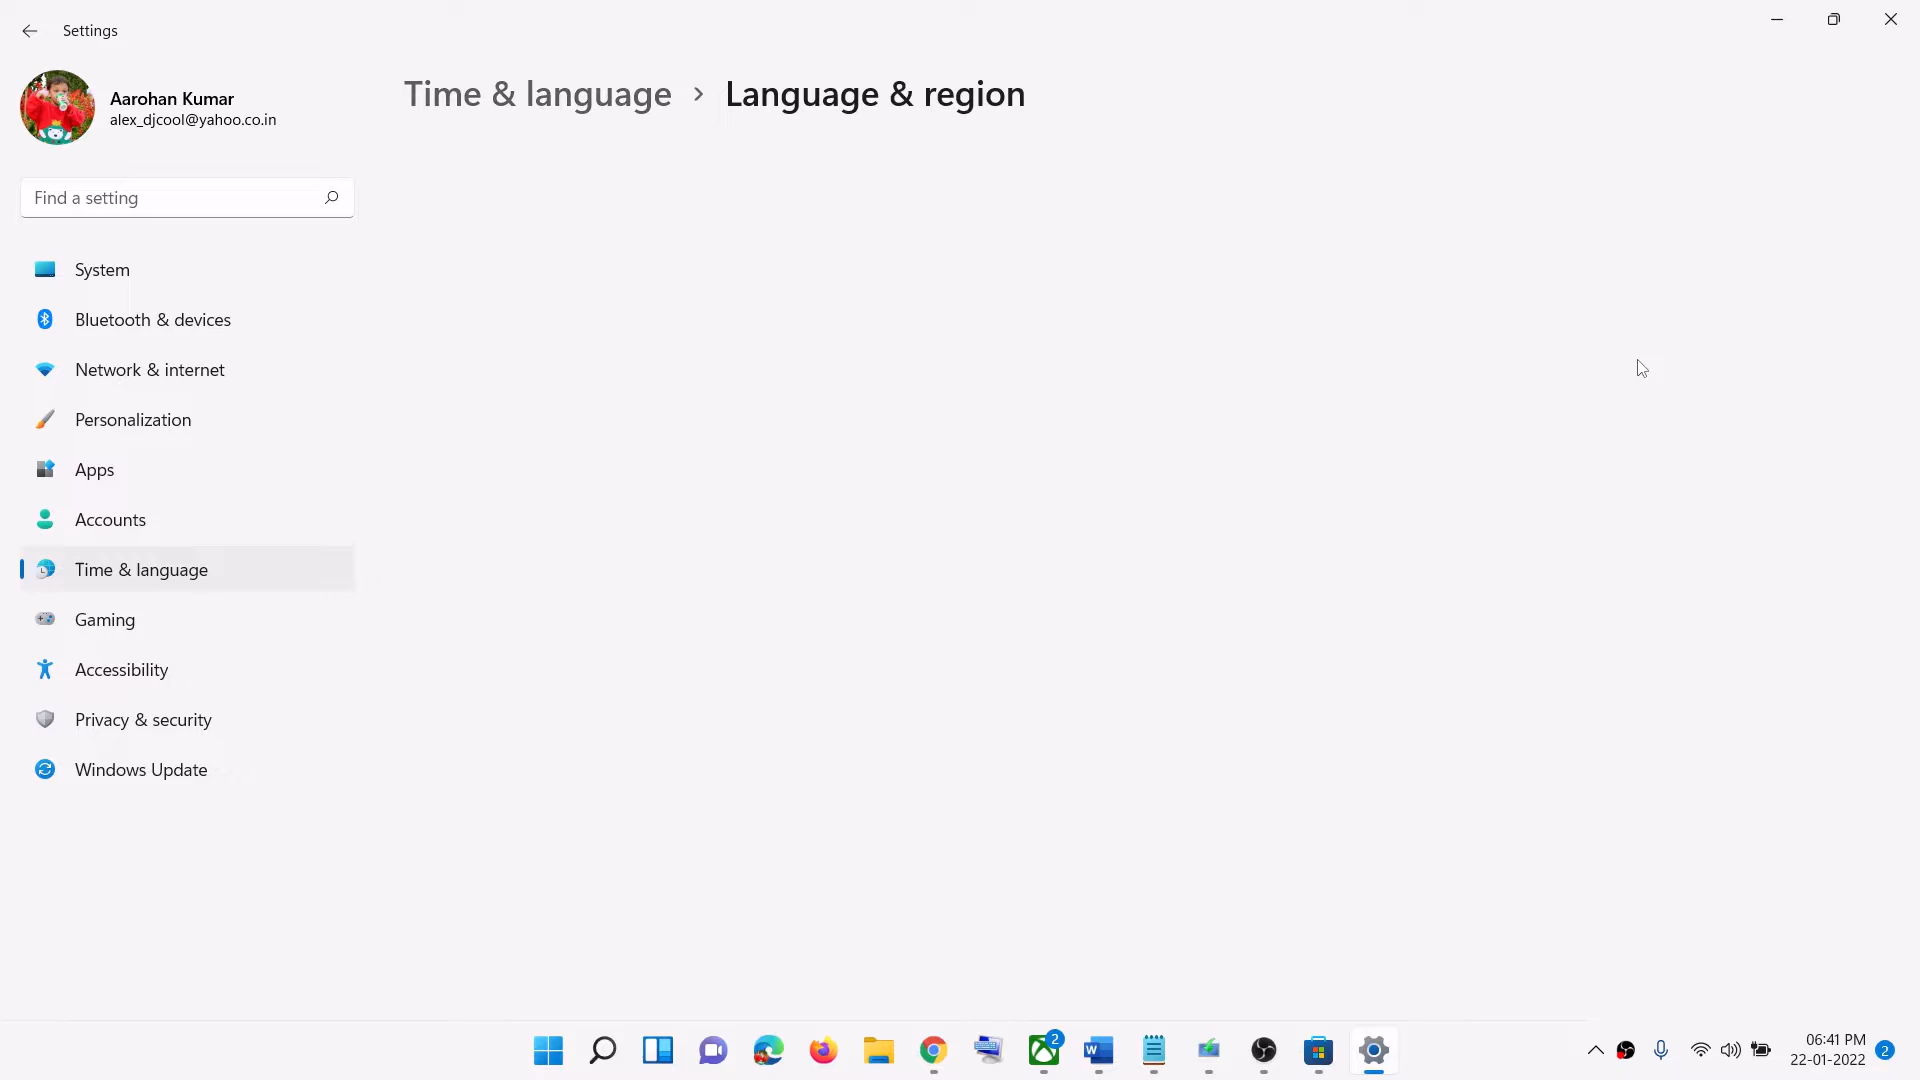 Settings
Aarohan Kumar
alex_djcool@yahoo.co.in
Time & language > Language & region
Find a setting
System
Bluetooth & devices
Network & internet
Personalization
Apps
Accounts
Time & language
Gaming
Accessibility
Privacy & security
Windows Update
2
W
06:41 PM
22-01-2022
2